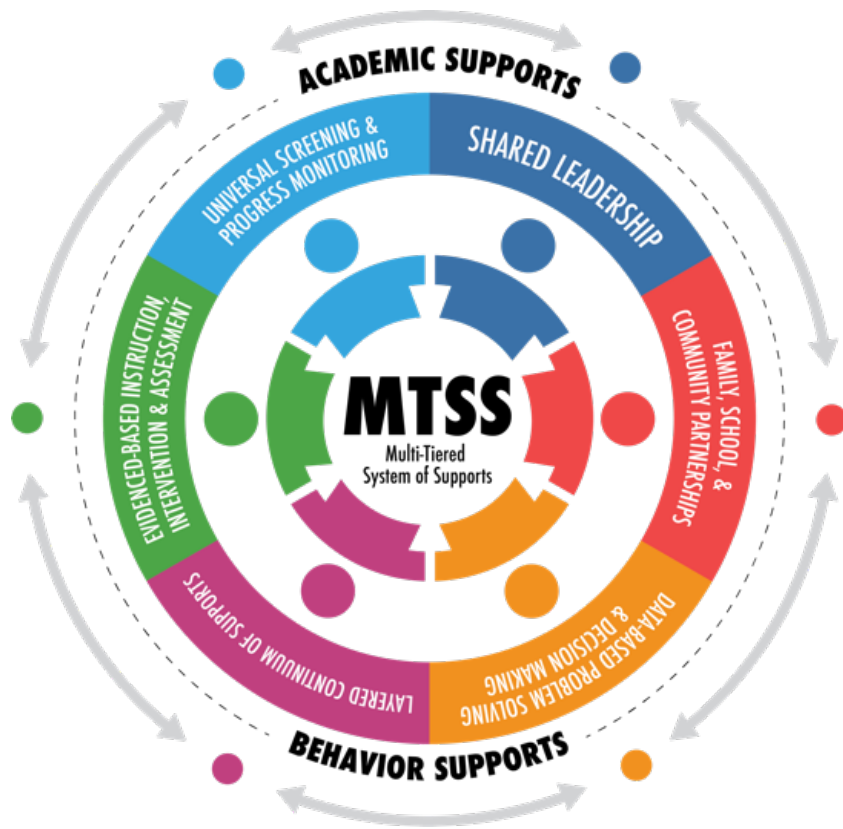 ACADEMIC SUPPORTS
UNIVERSAL SCREENING &
PROGRESS MONITORING
SHARED LEADERSHIP
FAMILY, SCHOOL, &
COMMUNITY PARTNERSHIPS
DATA-BASED PROBLEM SOLVING
& DECISION MAKING
LAYERED CONTINUUM OF SUPPORTS
EVIDENCED-BASED INSTRUCTION,
INTERVENTION & ASSESSMENT
MTSS
Multi-Tiered
System of Supports
BEHAVIOR SUPPORTS